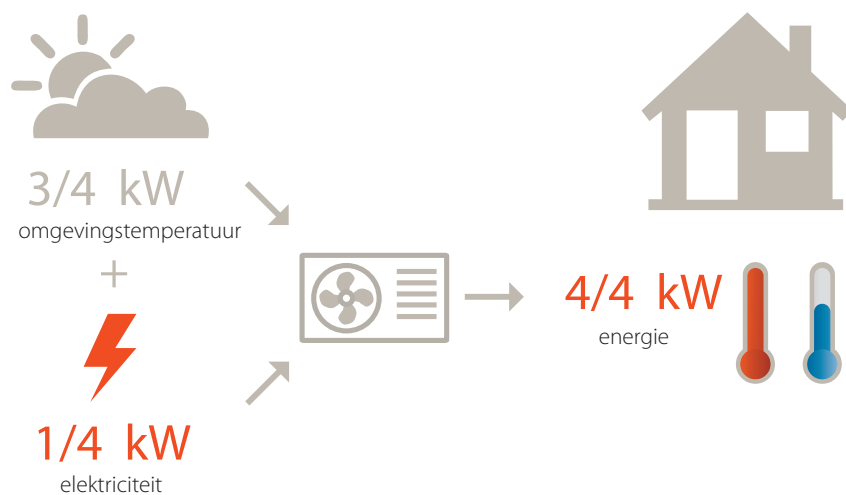 3/4 kW
omgevingstemperatuur
+
1/4 kW
elektriciteit
4/4 kW
energie